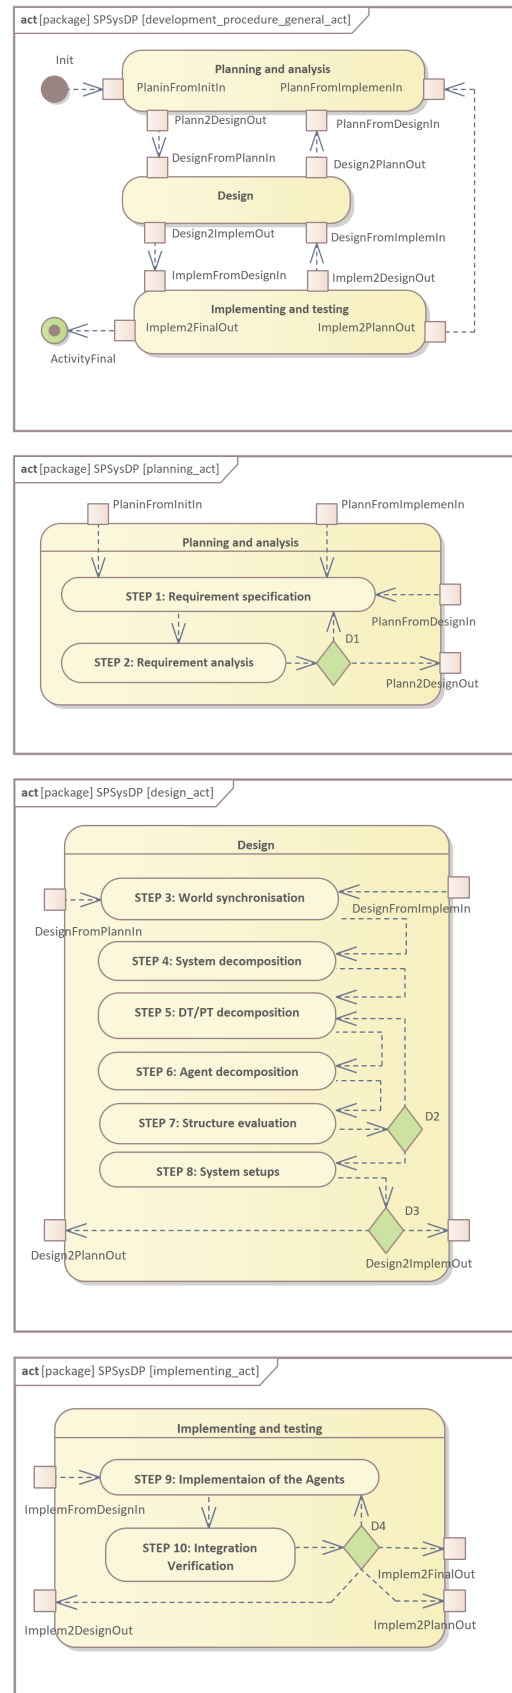 act [package] SPSysDP [development_procedure_general_act]
Init
Planning and analysis
PlaninFromInitIn
PlannFromImplemenIn
Plann2DesignOut
PlannFromDesignIn
DesignFromPlannIn
Design2PlannOut
Design
Design2ImplemOut
DesignFromImplemIn
ImplemFromDesignIn
Implem2DesignOut
Implementing and testing
Implem2FinalOut
Implem2PlannOut
ActivityFinal
act [package] SPSysDP [planning_act]
PlaninFromInitIn
PlannFromImplemenIn
Planning and analysis
STEP 1: Requirement specification
PlannFromDesignIn
D1
STEP 2: Requirement analysis
Plann2DesignOut
act [package] SPSysDP [design_act]
Design
STEP 3: World synchronisation
DesignFromImplemIn
DesignFromPlannIn
STEP 4: System decomposition
STEP 5: DT/PT decomposition
STEP 6: Agent decomposition
D2
STEP 7: Structure evaluation
STEP 8: System setups
D3
Design2PlannOut
Design2ImplemOut
act [package] SPSysDP [implementing_act]
Implementing and testing
STEP 9: Implementaion of the Agents
ImplemFromDesignIn
D4
STEP 10: Integration
Verification
Implem2FinalOut
Implem2DesignOut
Implem2PlannOut